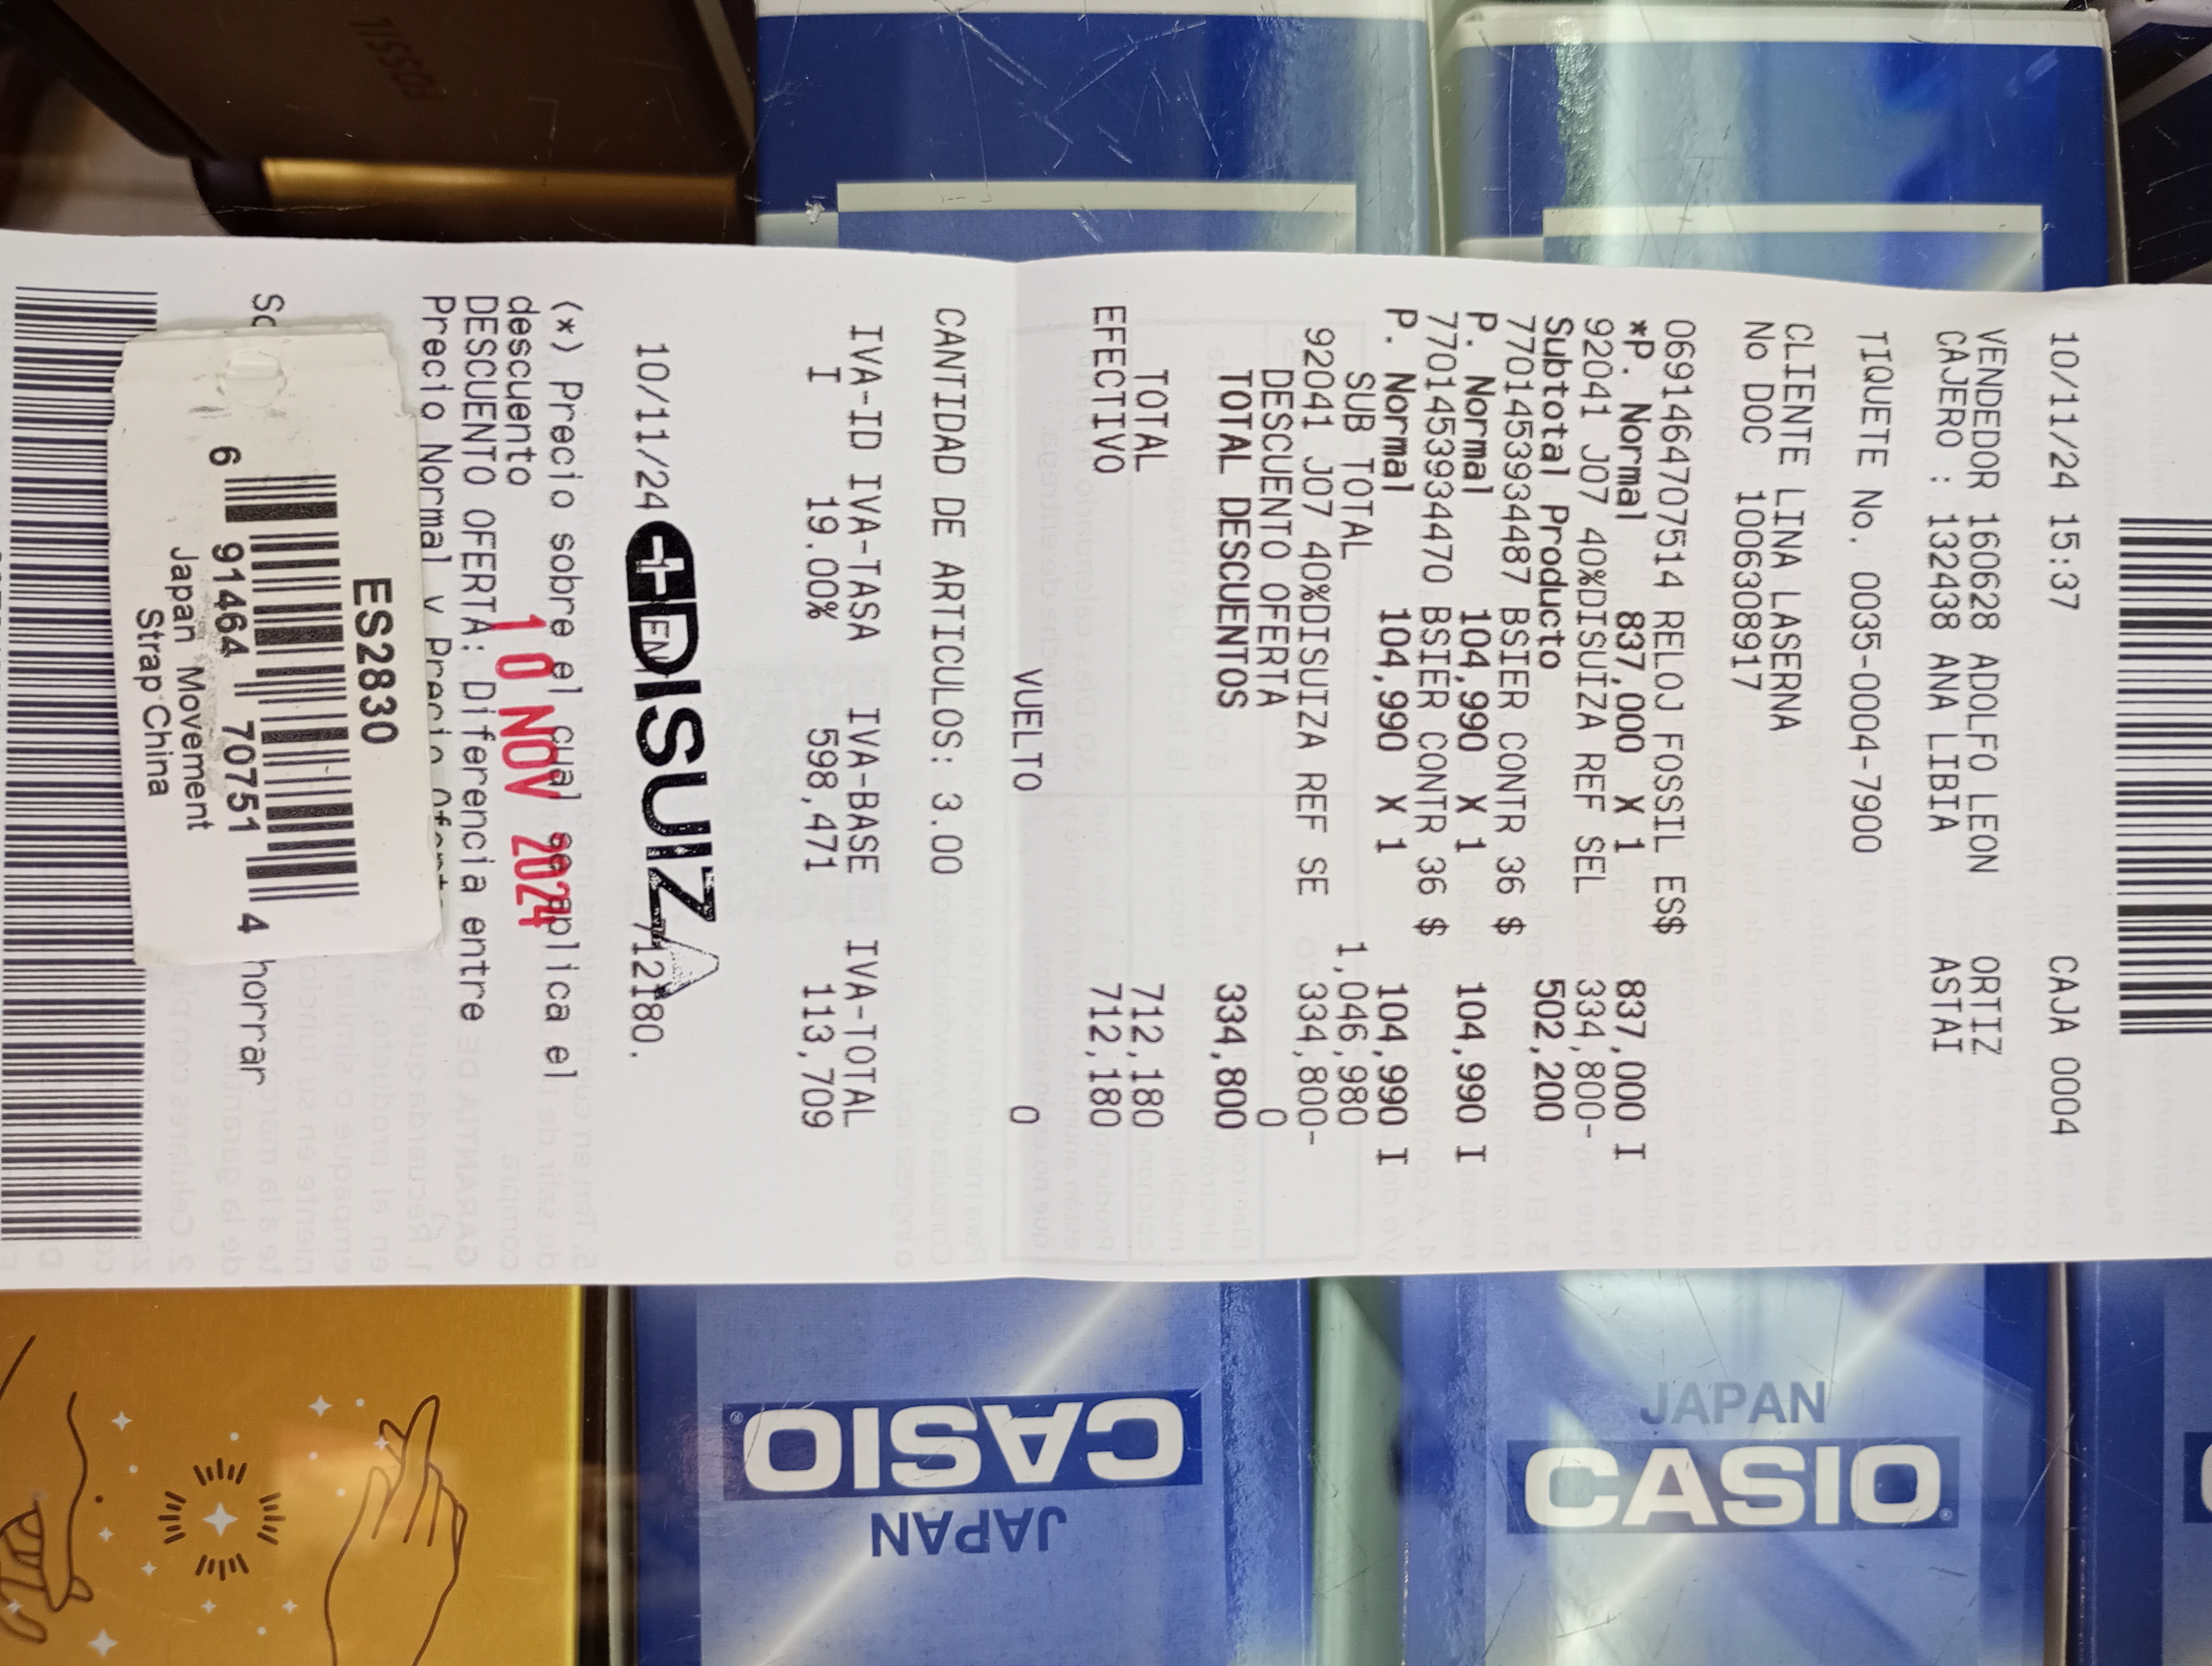 10/11/24 15:37 CAJA 0004
VENDEDOR 160628 ADOLFO LEON ORTIZ
CAJERO : 132438 ANA LIBIA ASTAI
TIQUETE No. 0035-0004-7900
CLIENTE LINA LASERNA
No DOC 1006308917
0691464707514 RELOJ FOSSIL ES$
*P. Normal 837,000 X 1 837,000 I
92041 J07 40%DISUIZA REF SEL 334,800-
Subtotal Producto 502,200
7701453934487 BSIER CONTR 36 $
P. Normal 104,990 X 1 104,990 I
7701453934470 BSIER CONTR 36 $
P. Normal 104,990 X 1 104,990 I
SUB TOTAL 1,046,980
92041 J07 40%DISUIZA REF SE 334,800-
DESCUENTO OFERTA 0
TOTAL DESCUENTOS 334,800
TOTAL 712,180
EFECTIVO 712,180
VUELTO 0
CANTIDAD DE ARTICULOS: 3.00
IVA-ID IVA-TASA IVA-BASE IVA-TOTAL
I 19.00% 598,471 113,709
DISUIZA
10/11/24 712180.
(*) Precio sobre el cual se aplica el
descuento
10 NOV 2024
DESCUENTO OFERTA: Diferencia entre
Precio Normal y Precio Oferta
horrar
ES2830
6 91464 70751 4
Japan Movement
Strap China
FOSSIL
CASIO
JAPAN
JAPAN
CASIO